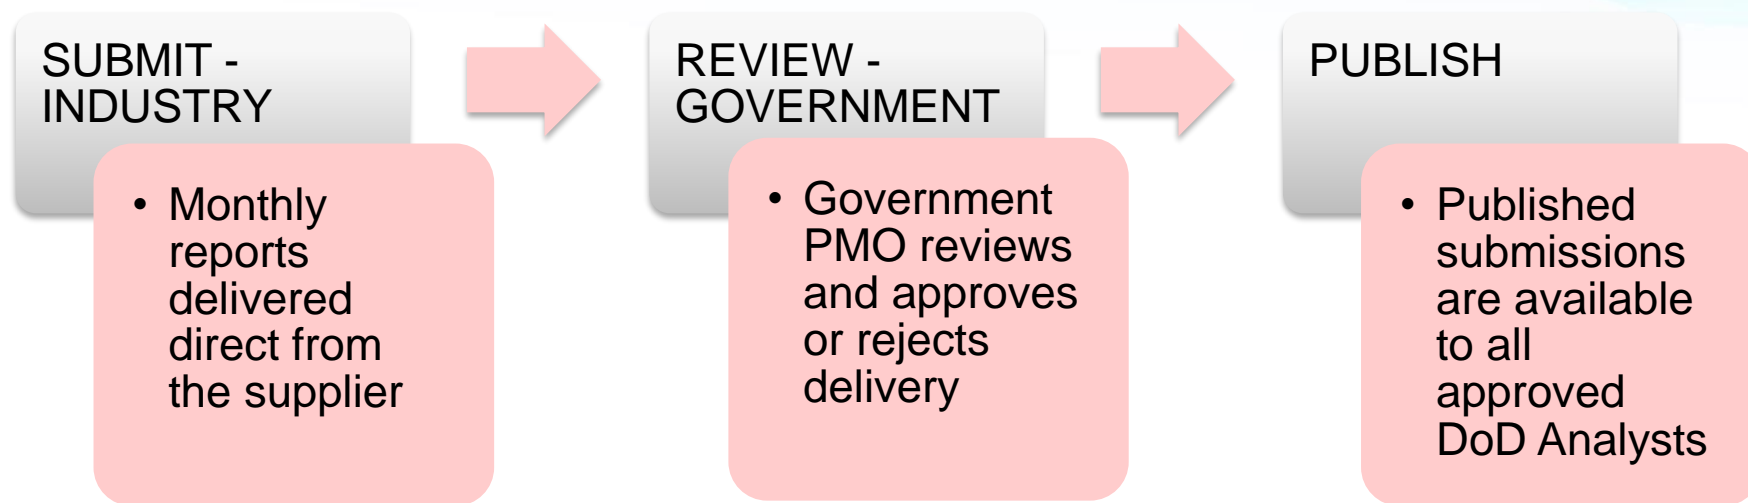 SUBMIT -
INDUSTRY
• Monthly
reports
delivered
direct from
the supplier
REVIEW -
GOVERNMENT
• Government
PMO reviews
and approves
or rejects
delivery
PUBLISH
• Published
submissions
are available
to all
approved
DoD Analysts